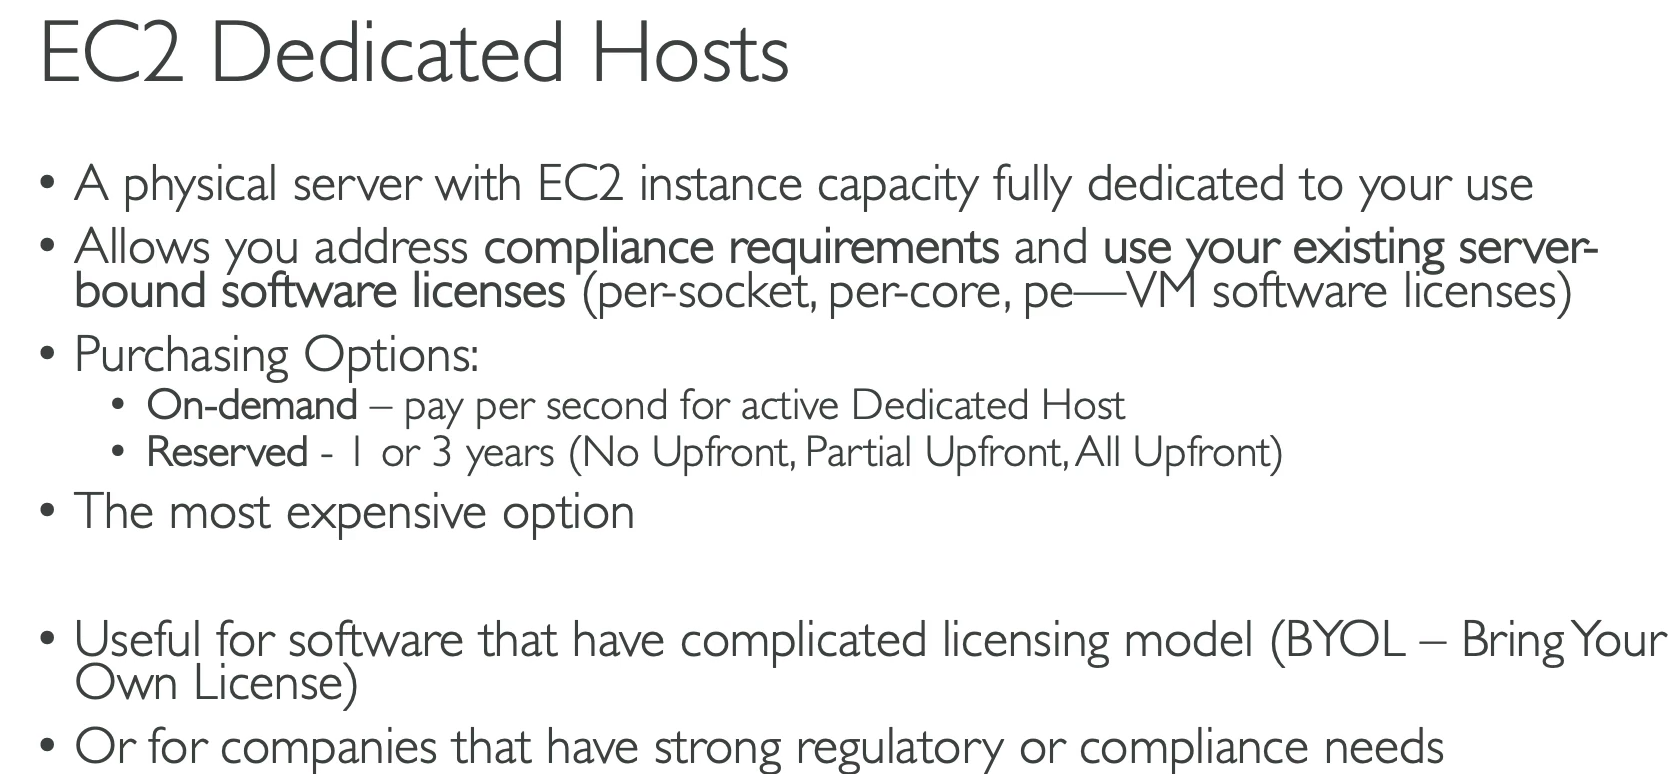 EC2 Dedicated Hosts
• A physical server with EC2 instance capacity fully dedicated to your use
• Allows you address compliance requirements and use your existing server-
bound software licenses (per-socket, per-core, pe—VM software licenses)
• Purchasing Options:
• On-demand – pay per second for active Dedicated Host
• Reserved - 1 or 3 years (No Upfront, Partial Upfront, All Upfront)
• The most expensive option
• Useful for software that have complicated licensing model (BYOL – Bring Your
Own License)
• Or for companies that have strong regulatory or compliance needs